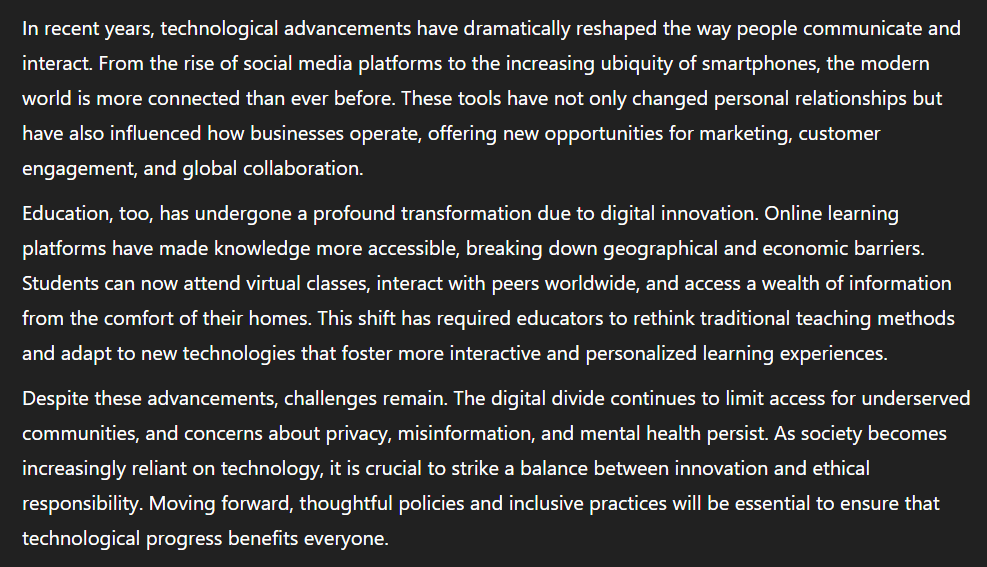 In recent years, technological advancements have dramatically reshaped the way people communicate and
interact. From the rise of social media platforms to the increasing ubiquity of smartphones, the modern
world is more connected than ever before. These tools have not only changed personal relationships but
have also influenced how businesses operate, offering new opportunities for marketing, customer
engagement, and global collaboration.
Education, too, has undergone a profound transformation due to digital innovation. Online learning
platforms have made knowledge more accessible, breaking down geographical and economic barriers.
Students can now attend virtual classes, interact with peers worldwide, and access a wealth of information
from the comfort of their homes. This shift has required educators to rethink traditional teaching methods
and adapt to new technologies that foster more interactive and personalized learning experiences.
Despite these advancements, challenges remain. The digital divide continues to limit access for underserved
communities, and concerns about privacy, misinformation, and mental health persist. As society becomes
increasingly reliant on technology, it is crucial to strike a balance between innovation and ethical
responsibility. Moving forward, thoughtful policies and inclusive practices will be essential to ensure that
technological progress benefits everyone.